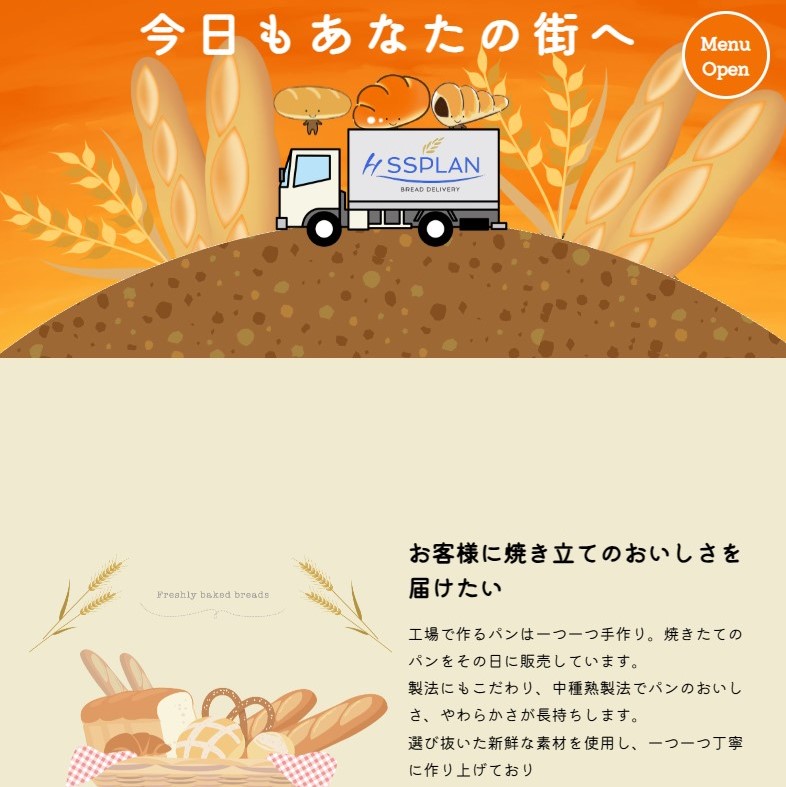 今日もあなたの街へ
Menu
Open
H SSPLAN
BREAD DELIVERY
Freshly baked breads
お客様に焼き立てのおいしさを
届けたい
工場で作るパンは一つ一つ手作り。焼きたての
パンをその日に販売しています。
製法にもこだわり、中種熟製法でパンのおいし
さ、やわらかさが長持ちします。
選び抜いた新鮮な素材を使用し、一つ一つ丁寧
に作り上げており